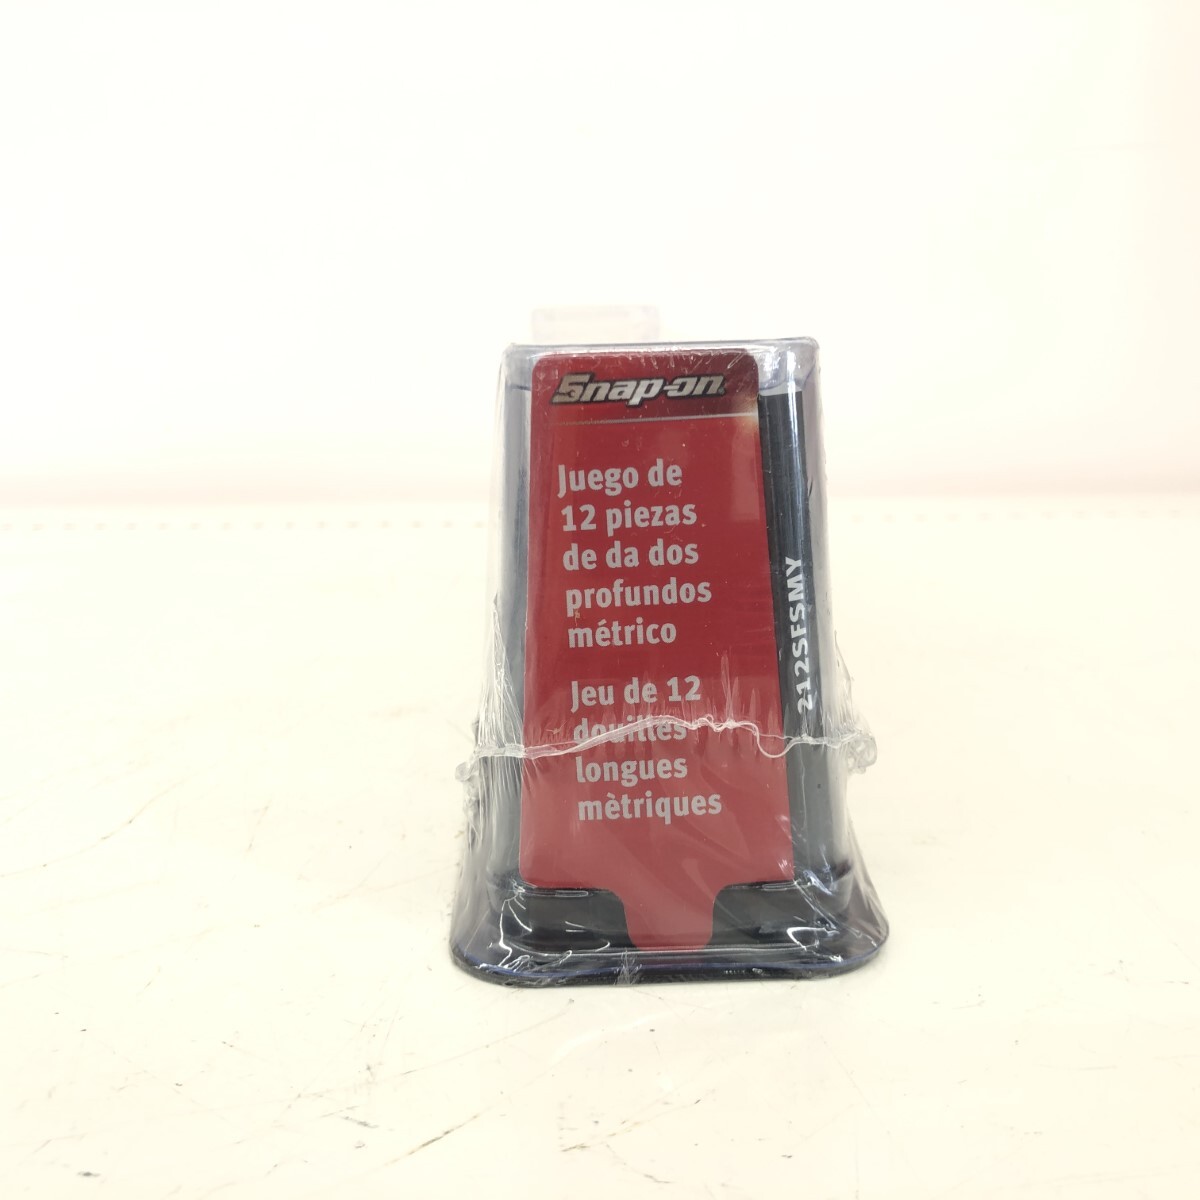 Snap-on
Juego de
12 piezas
de da dos
profundos
métrico
Jeu de 12
douilles
longues
mètriques
212SFSMY